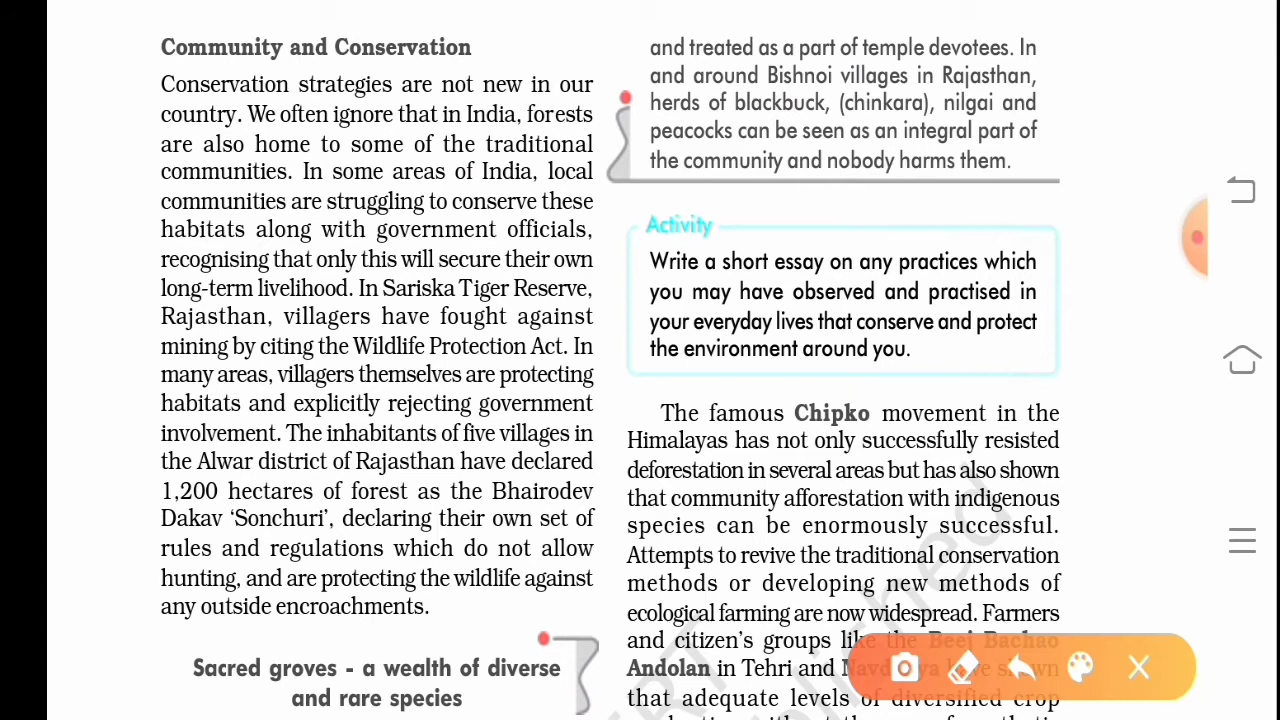 Community and Conservation
Conservation strategies are not new in our
country. We often ignore that in India, forests
are also home to some of the traditional
communities. In some areas of India, local
communities are struggling to conserve these
habitats along with government officials,
recognising that only this will secure their own
long-term livelihood. In Sariska Tiger Reserve,
Rajasthan, villagers have fought against
mining by citing the Wildlife Protection Act. In
many areas, villagers themselves are protecting
habitats and explicitly rejecting government
involvement. The inhabitants of five villages in
the Alwar district of Rajasthan have declared
1,200 hectares of forest as the Bhairodev
Dakav ‘Sonchuri’, declaring their own set of
rules and regulations which do not allow
hunting, and are protecting the wildlife against
any outside encroachments.
Sacred groves - a wealth of diverse
and rare species
and treated as a part of temple devotees. In
and around Bishnoi villages in Rajasthan,
herds of blackbuck, (chinkara), nilgai and
peacocks can be seen as an integral part of
the community and nobody harms them.
Activity
Write a short essay on any practices which
you may have observed and practised in
your everyday lives that conserve and protect
the environment around you.
The famous Chipko movement in the
Himalayas has not only successfully resisted
deforestation in several areas but has also shown
that community afforestation with indigenous
species can be enormously successful.
Attempts to revive the traditional conservation
methods or developing new methods of
ecological farming are now widespread. Farmers
and citizen’s groups like the Beej Bachao
Andolan in Tehri and
that adequate levels of diversified crop